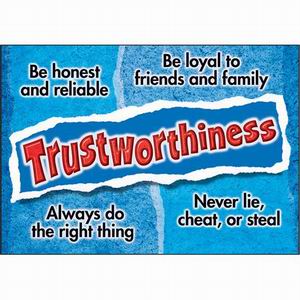 Be honest
and reliable
Be loyal to
friends and family
Trustworthiness
Always do
the right thing
Never lie,
cheat, or steal